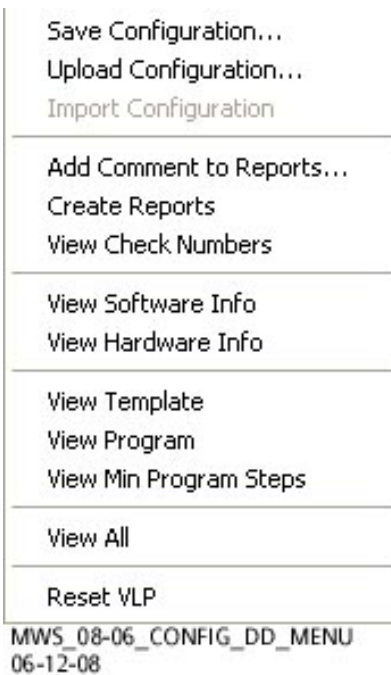 Save Configuration...
Upload Configuration...
Import Configuration
Add Comment to Reports...
Create Reports
View Check Numbers
View Software Info
View Hardware Info
View Template
View Program
View Min Program Steps
View All
Reset VLP
MWS_08-06_CONFIG_DD_MENU
06-12-08